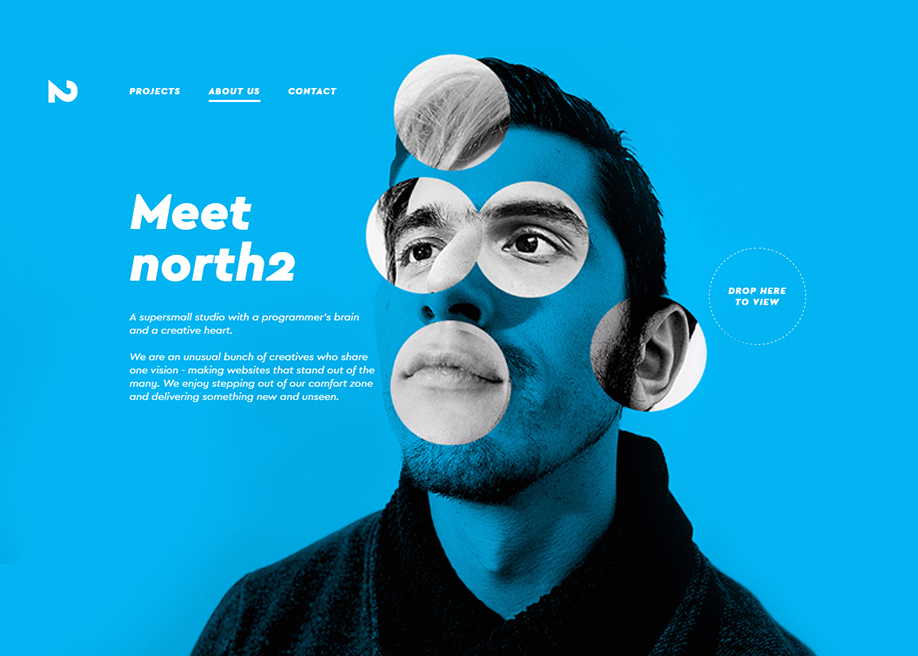 PROJECTS ABOUT US CONTACT
Meet
north2
A supersmall studio with a programmer's brain
and a creative heart.
We are an unusual bunch of creatives who share
one vision - making websites that stand out of the
many. We enjoy stepping out of our comfort zone
and delivering something new and unseen.
DROP HERE
TO VIEW